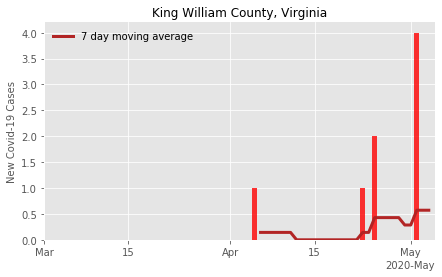 King William County, Virginia
7 day moving average
New Covid-19 Cases
4.0
3.5
3.0
2.5
2.0
1.5
1.0
0.5
0.0
Mar 15 Apr 15 May
2020-May